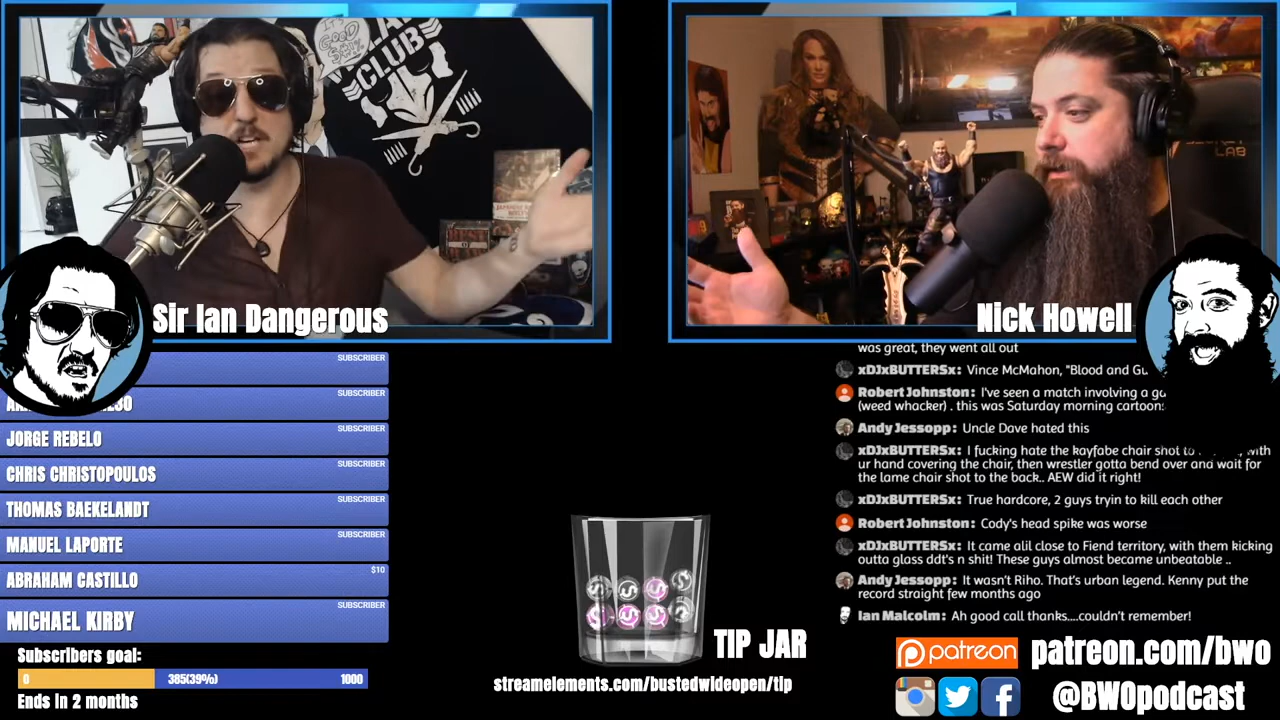 IT'S
GOOD
SHIT
CLUB
LAB
Sir Ian Dangerous
Nick Howell
SUBSCRIBER
SUBSCRIBER
JORGE REBELO
SUBSCRIBER
CHRIS CHRISTOPOULOS
SUBSCRIBER
THOMAS BAEKELANDT
SUBSCRIBER
MANUEL LAPORTE
SUBSCRIBER
ABRAHAM CASTILLO
$10
MICHAEL KIRBY
SUBSCRIBER
Subscribers goal:
0 385(39%) 1000
Ends in 2 months
TIP JAR
streamelements.com/bustedwideopen/tip
was great, they went all out
xDJxBUTTERSx: Vince McMahon, "Blood and Gu
Robert Johnston: I've seen a match involving a ga
(weed whacker) . this was Saturday morning cartoon
Andy Jessopp: Uncle Dave hated this
xDJxBUTTERSx: I fucking hate the kayfabe chair shot to with
ur hand covering the chair, then wrestler gotta bend over and wait for
the lame chair shot to the back.. AEW did it right!
xDJxBUTTERSx: True hardcore, 2 guys tryin to kill each other
Robert Johnston: Cody's head spike was worse
xDJxBUTTERSx: It came alil close to Fiend territory, with them kicking
outta glass ddt's n shit! These guys almost became unbeatable ..
Andy Jessopp: It wasn't Riho. That's urban legend. Kenny put the
record straight few months ago
Ian Malcolm: Ah good call thanks....couldn't remember!
patreon patreon.com/bwo
@BWOpodcast